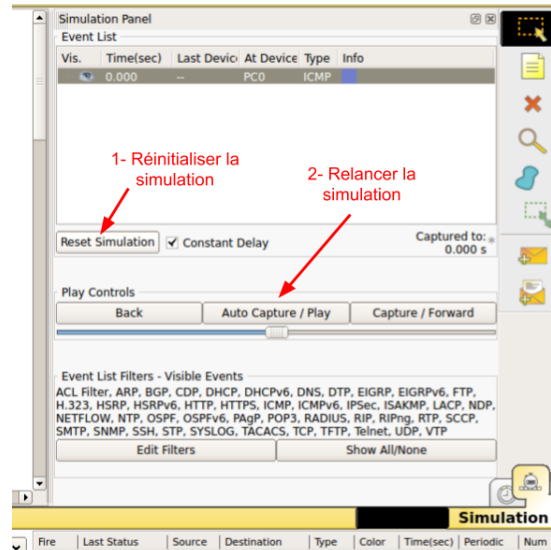 Simulation Panel
Event List
Vis. Time(sec) Last Devic At Device Type Info
0.000 -- PC0 ICMP
1- Réinitialiser la
simulation
2- Relancer la
simulation
Reset Simulation Constant Delay Captured to:
0.000 s
Play Controls
Back Auto Capture / Play Capture / Forward
Event List Filters - Visible Events
ACL Filter, ARP, BGP, CDP, DHCP, DHCPv6, DNS, DTP, EIGRP, EIGRPv6, FTP,
H.323, HSRP, HSRPv6, HTTP, HTTPS, ICMP, ICMPv6, IPSec, ISAKMP, LACP, NDP,
NETFLOW, NTP, OSPF, OSPFv6, PAgP, POP3, RADIUS, RIP, RIPng, RTP, SCCP,
SMTP, SNMP, SSH, STP, SYSLOG, TACACS, TCP, TFTP, Telnet, UDP, VTP
Edit Filters Show All/None
Simulation
Fire Last Status Source Destination Type Color Time(sec) Periodic Num